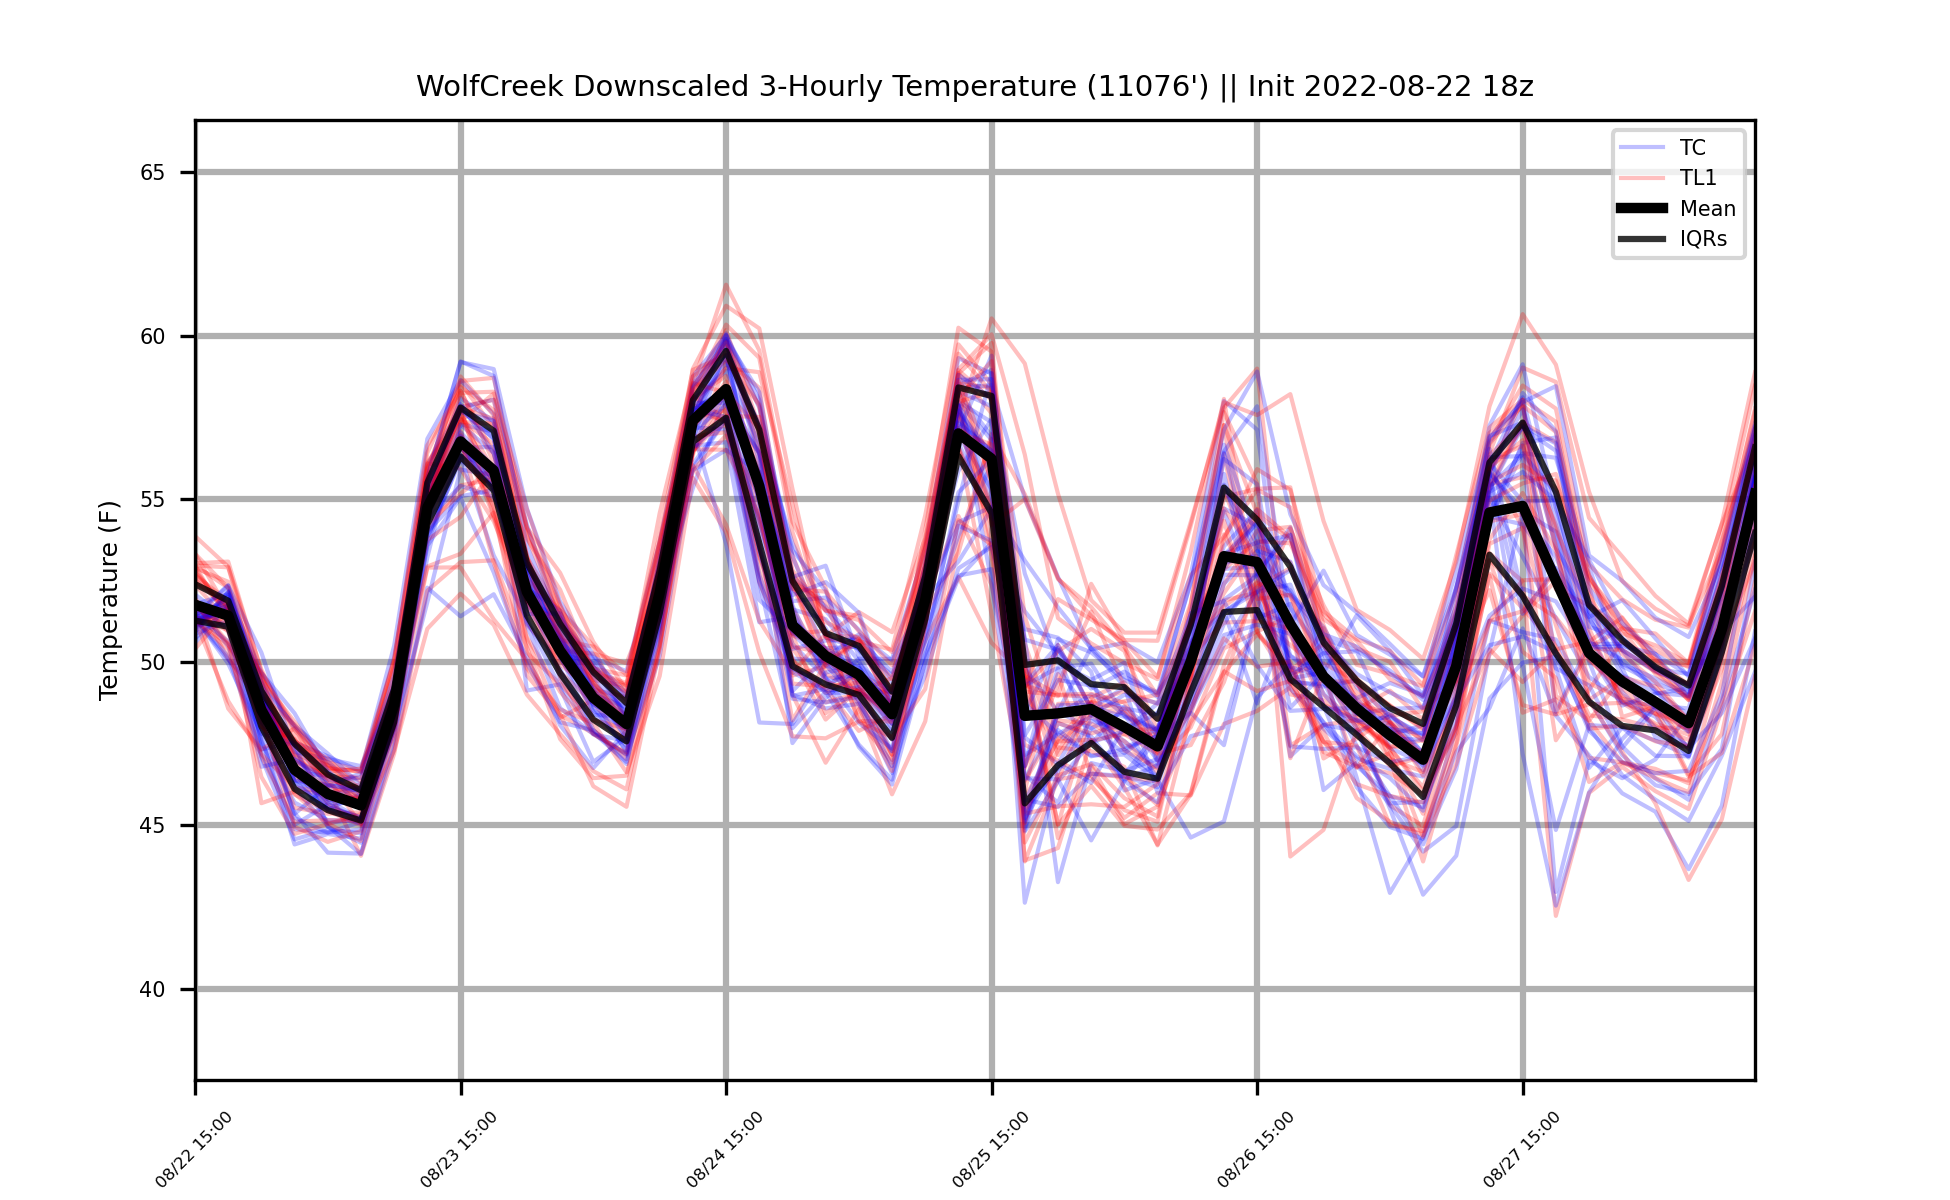 WolfCreek Downscaled 3-Hourly Temperature (11076') || Init 2022-08-22 18z
TC
TL1
Mean
IQRs
Temperature (F)
65
60
55
50
45
40
08/22 15:00
08/23 15:00
08/24 15:00
08/25 15:00
08/26 15:00
08/27 15:00